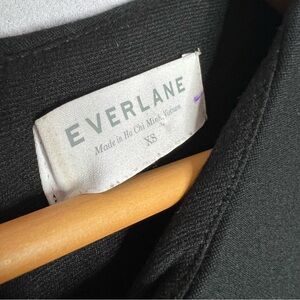 EVERLANE
Made in Ho Chi Minh, Vietnam
XS